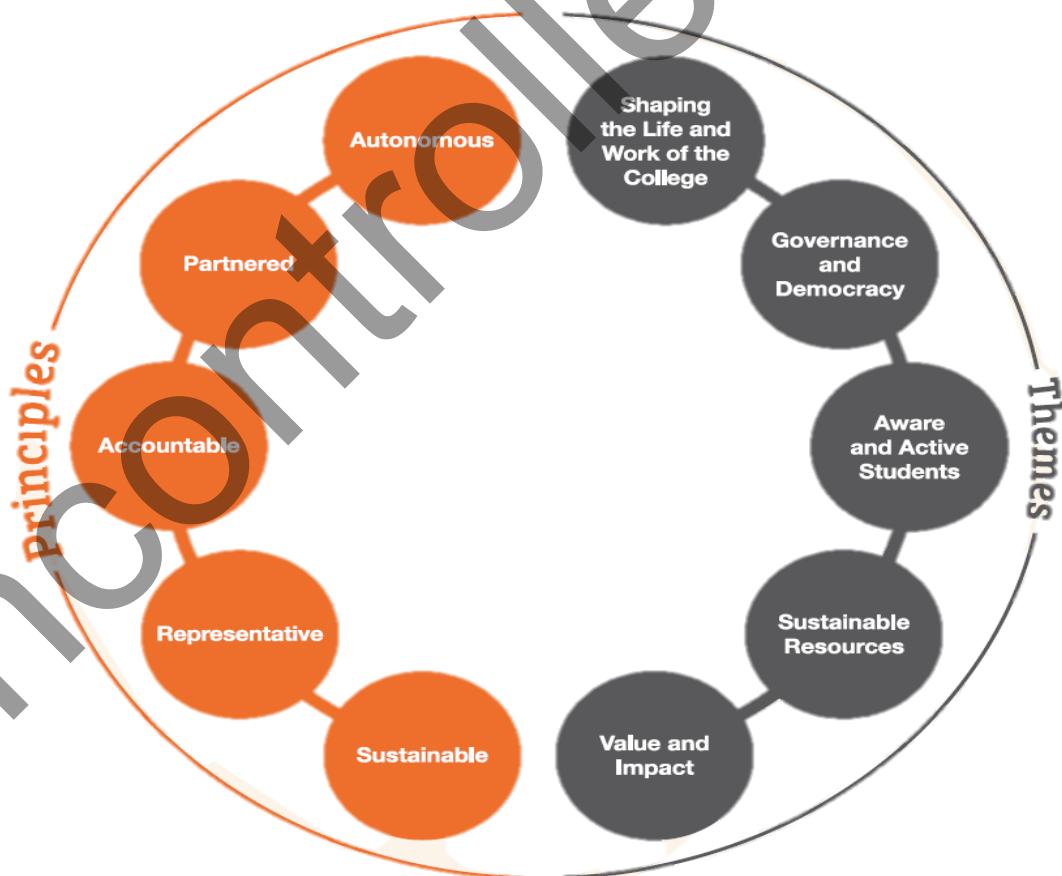 Principles
Autonomous
Partnered
Accountable
Representative
Sustainable
Themes
Shaping
the Life and
Work of the
College
Governance
and
Democracy
Aware
and Active
Students
Sustainable
Resources
Value and
Impact
ncontrolle